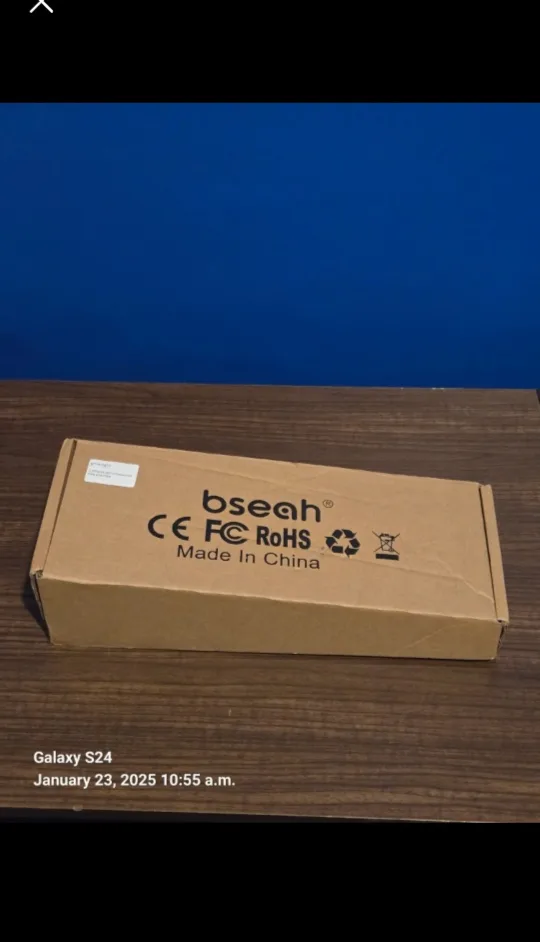 bseah®
CE FC RoHS
Made In China
Galaxy S24
January 23, 2025 10:55 a.m.